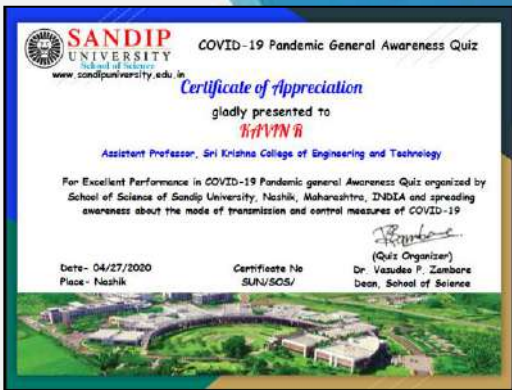 SANDIP
UNIVERSITY
School of Science
www.sandipuniversity.edu.in
COVID-19 Pandemic General Awareness Quiz
Certificate of Appreciation
gladly presented to
KAVIN R
Assistant Professor, Sri Krishna College of Engineering and Technology
For Excellent Performance in COVID-19 Pandemic general Awareness Quiz organized by
School of Science of Sandip University, Nashik, Maharashtra, INDIA and spreading
awareness about the mode of transmission and control measures of COVID-19
(Quiz Organizer)
Date- 04/27/2020
Certificate No
Dr. Vasudeo P. Zambare
Place- Nashik
SUN/SOS/
Dean, School of Science